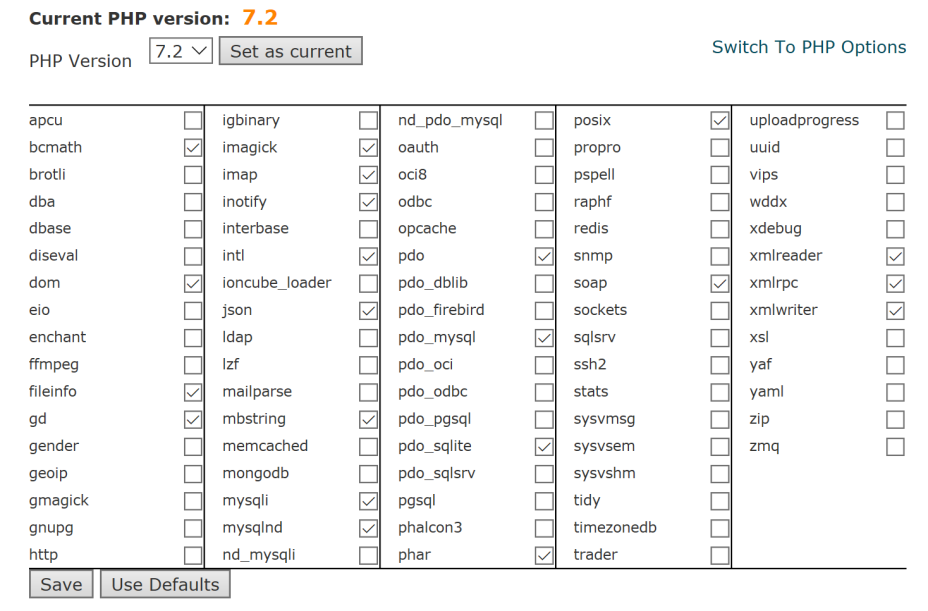 Current PHP version: 7.2
PHP Version 7.2 Set as current Switch To PHP Options
apcu igbinary nd_pdo_mysql posix uploadprogress
bcmath imagick oauth propro uuid
brotli imap oci8 pspell vips
dba inotify odbc raphf wddx
dbase interbase opcache redis xdebug
diseval intl pdo snmp xmlreader
dom ioncube_loader pdo_dblib soap xmlrpc
eio json pdo_firebird sockets xmlwriter
enchant ldap pdo_mysql sqlsrv xsl
ffmpeg lzf pdo_oci ssh2 yaf
fileinfo mailparse pdo_odbc stats yaml
gd mbstring pdo_pgsql sysvmsg zip
gender memcached pdo_sqlite sysvsem zmq
geoip mongodb pdo_sqlsrv sysvshm
gmagick mysqli pgsql tidy
gnupg mysqlnd phalcon3 timezonedb
http nd_mysqli phar trader
Save Use Defaults